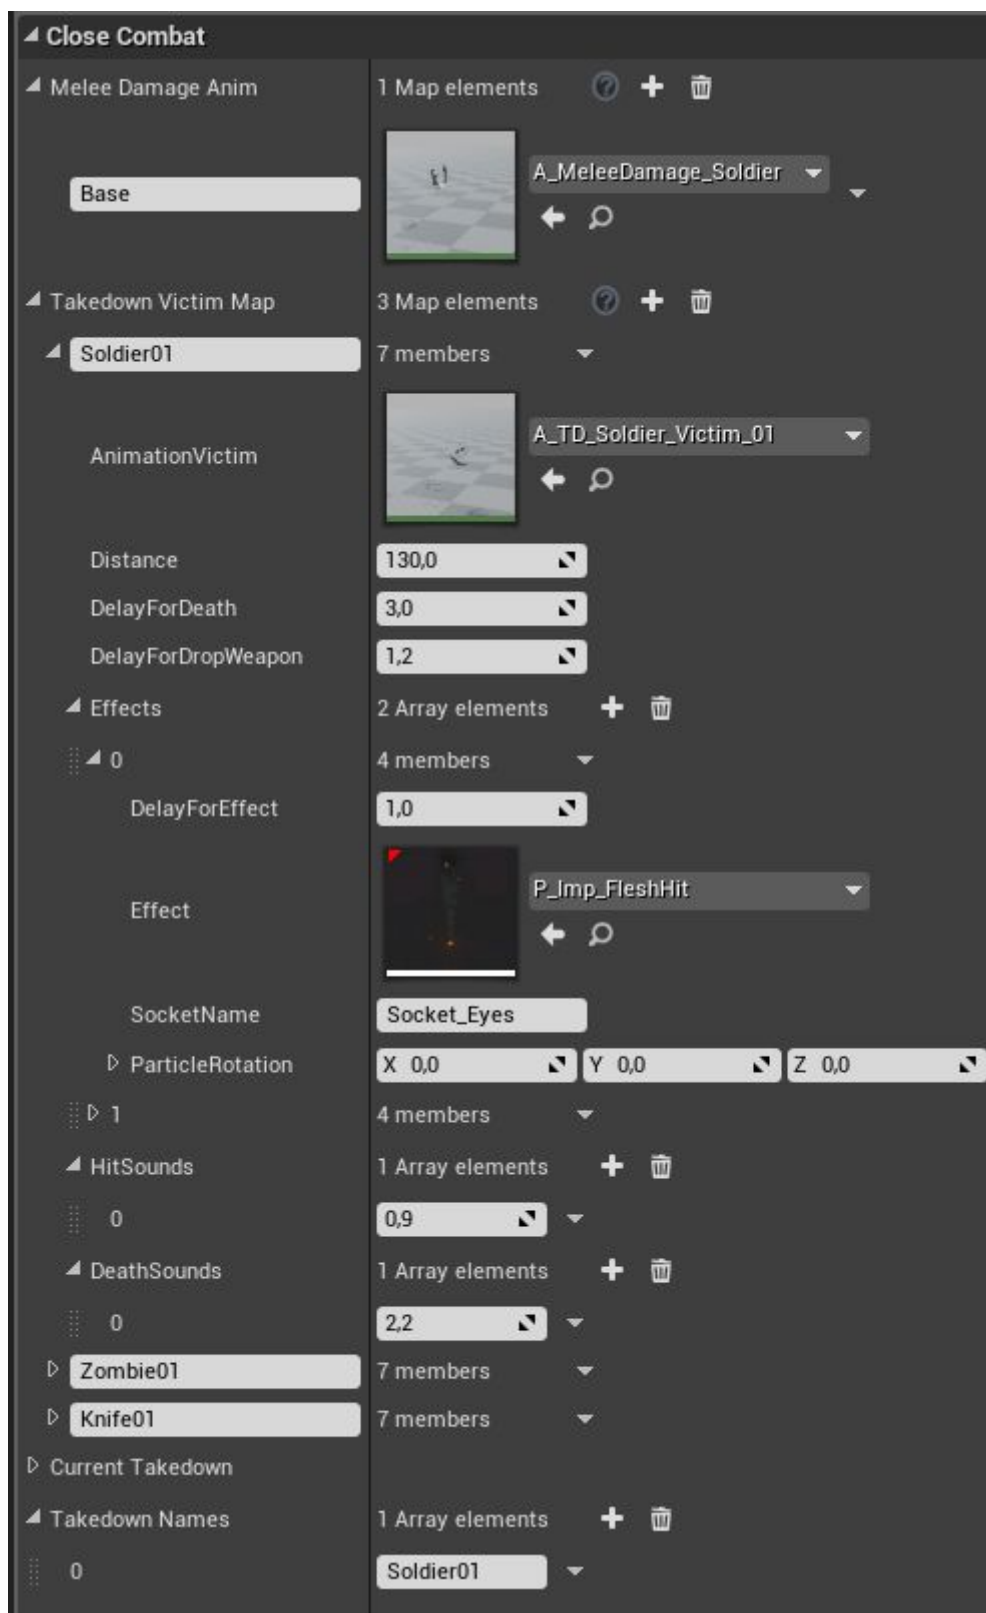 Close Combat
Melee Damage Anim 1 Map elements
Base A_MeleeDamage_Soldier
Takedown Victim Map 3 Map elements
Soldier01 7 members
AnimationVictim A_TD_Soldier_Victim_01
Distance 130,0
DelayForDeath 3,0
DelayForDropWeapon 1,2
Effects 2 Array elements
0 4 members
DelayForEffect 1,0
Effect P_Imp_FleshHit
SocketName Socket_Eyes
ParticleRotation X 0,0 Y 0,0 Z 0,0
1 4 members
HitSounds 1 Array elements
0 0,9
DeathSounds 1 Array elements
0 2,2
Zombie01 7 members
Knife01 7 members
Current Takedown
Takedown Names 1 Array elements
0 Soldier01